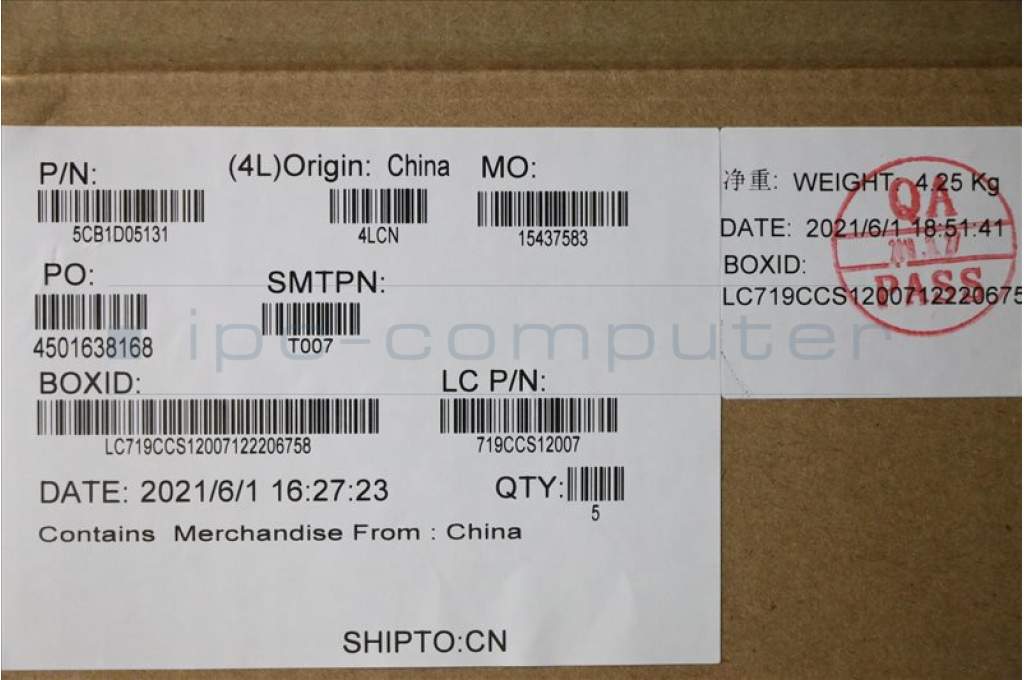 P/N: (4L)Origin: China MO:
5CB1D05131 4LCN 15437583
PO: SMTPN:
4501638168 T007
BOXID: LC P/N:
LC719CCS12007122206758 719CCS12007
DATE: 2021/6/1 16:27:23 QTY:
5
Contains Merchandise From : China
SHIPTO:CN
净重: WEIGHT: 4.25 Kg
DATE: 2021/6/1 18:51:41
BOXID:
LC719CCS1200712220675
QA
PASS
ipc-computer